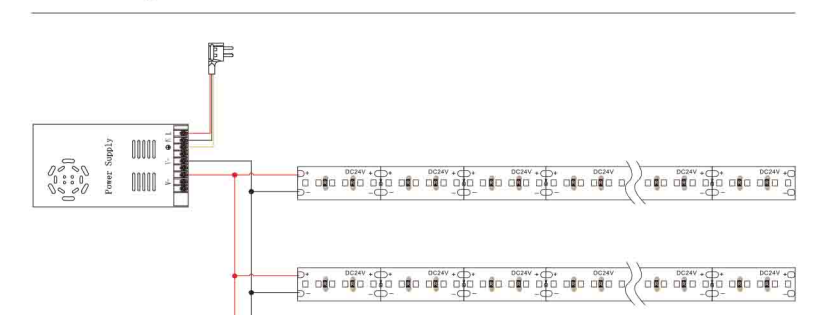 Power Supply
L
N
V-
V-
+ DC24V + + DC24V + + DC24V + + DC24V DC24V + + DC24V +
- - - - - - - - - -
+ DC24V + + DC24V + + DC24V + + DC24V DC24V + + DC24V +
- - - - - - - - - -